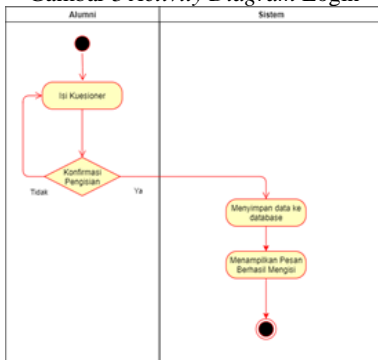 Gambar 3 Activity Diagram Login
Alumni
Sistem
Isi Kuesioner
Konfirmasi
Pengisian
Tidak
Ya
Menyimpan data ke
database
Menampilkan Pesan
Berhasil Mengisi